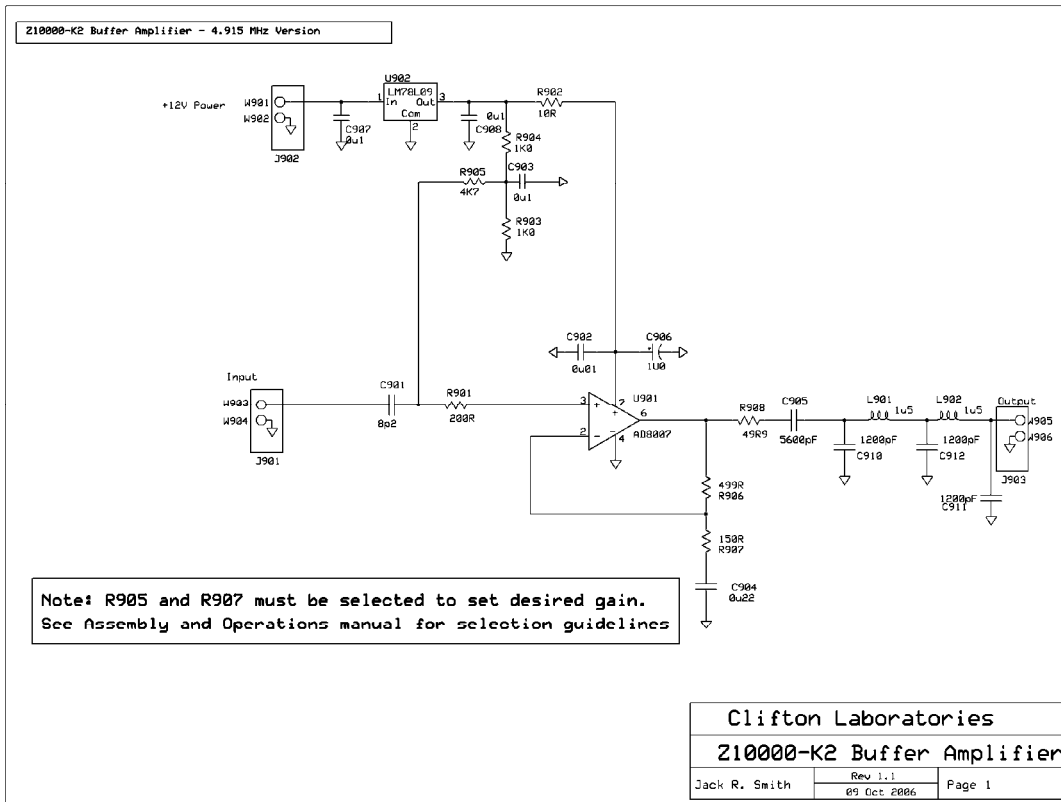 Z10000-K2 Buffer Amplifier - 4.915 MHz Version
U902
LM78L09
1 In Out 3
Com
2
+12V Power
W901
W902
J902
C907
0u1
0u1
C908
R902
10R
R904
1K0
C903
0u1
R905
4K7
R903
1K0
C902
0u01
C906
1U0
Input
W903
W904
J901
C901
8p2
R901
200R
U901
3
2
7
6
4
AD8007
R908
49R9
C905
5600pF
L901
1u5
L902
1u5
Output
W905
W906
J903
1200pF
C910
1200pF
C912
1200pF
C911
499R
R906
150R
R907
C904
0u22
Note: R905 and R907 must be selected to set desired gain.
See Assembly and Operations manual for selection guidelines
Clifton Laboratories
Z10000-K2 Buffer Amplifier
Jack R. Smith
Rev 1.1
09 Oct 2006
Page 1